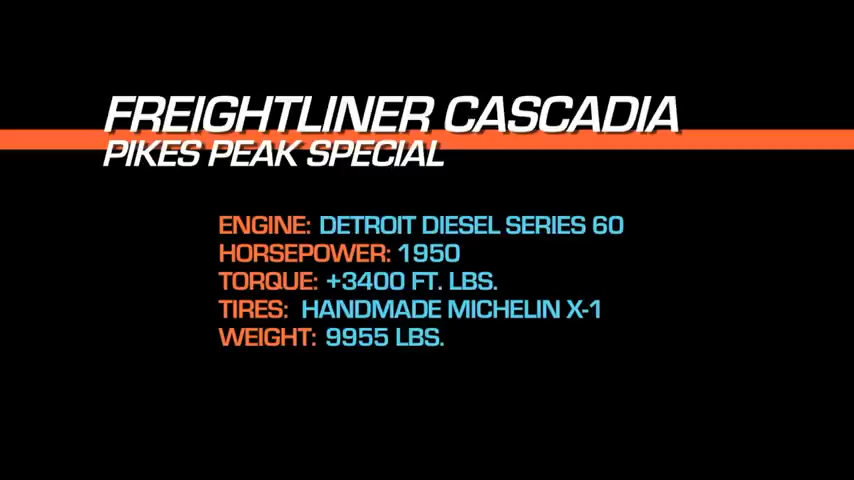 FREIGHTLINER CASCADIA
PIKES PEAK SPECIAL
ENGINE: DETROIT DIESEL SERIES 60
HORSEPOWER: 1950
TORQUE: +3400 FT. LBS.
TIRES: HANDMADE MICHELIN X-1
WEIGHT: 9955 LBS.